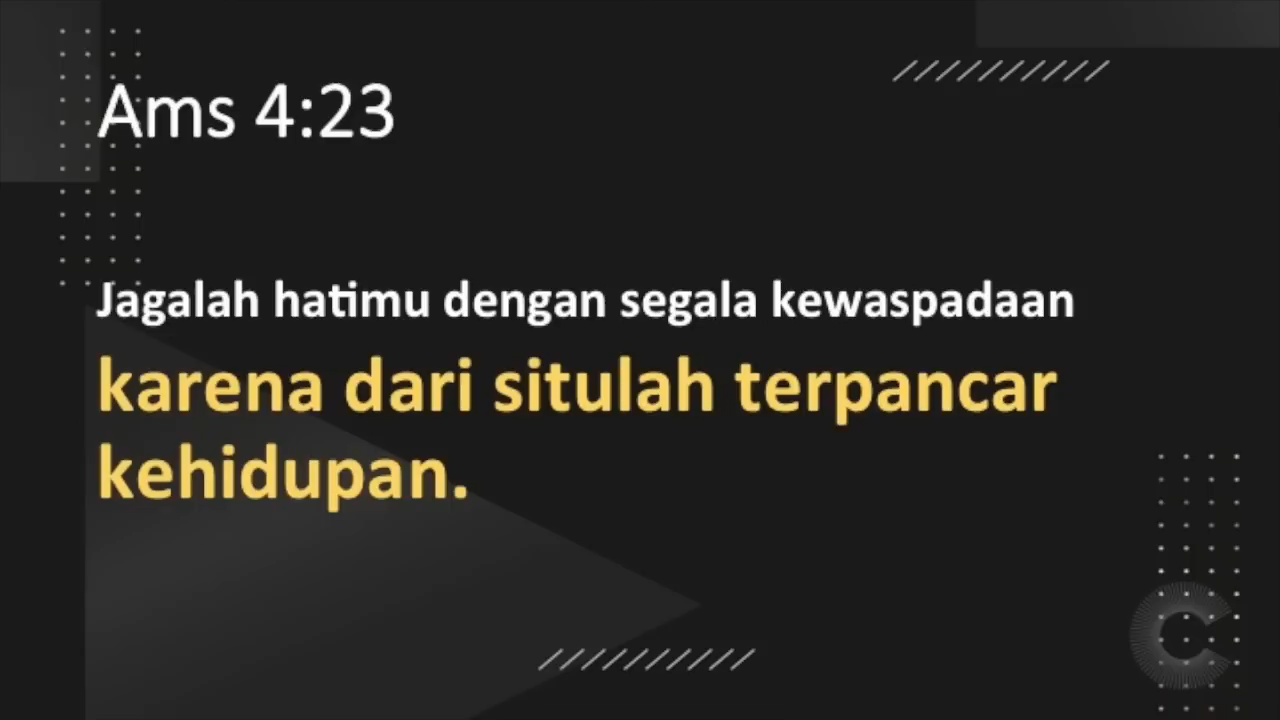 Ams 4:23
Jagalah hatimu dengan segala kewaspadaan
karena dari situlah terpancar
kehidupan.